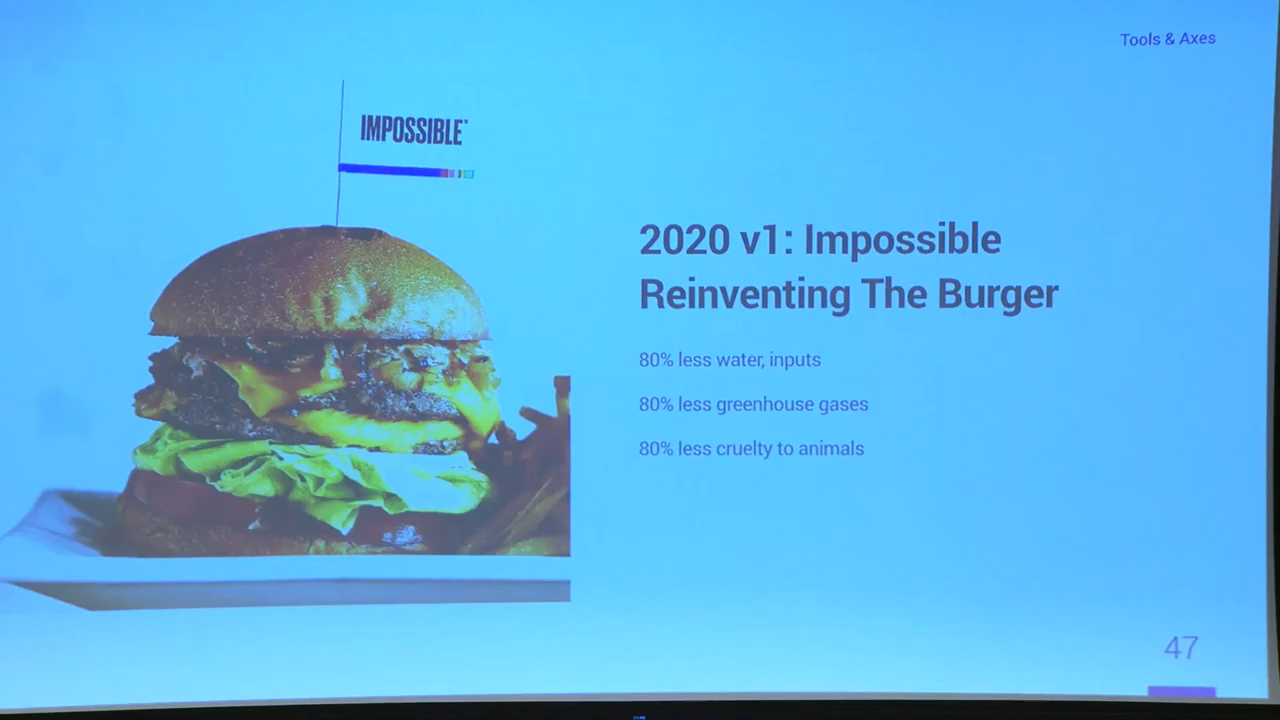 Tools & Axes
IMPOSSIBLE™
2020 v1: Impossible
Reinventing The Burger
80% less water, inputs
80% less greenhouse gases
80% less cruelty to animals
47